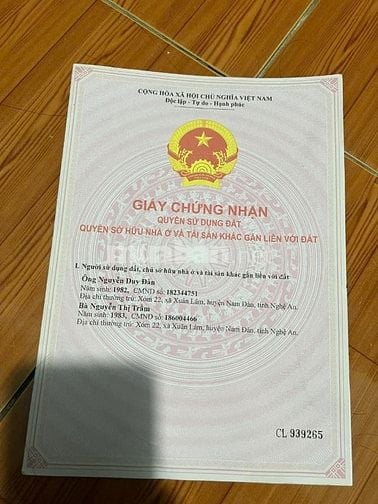 CỘNG HÒA XÃ HỘI CHỦ NGHĨA VIỆT NAM
Độc lập - Tự do - Hạnh phúc
GIẤY CHỨNG NHẬN
QUYỀN SỬ DỤNG ĐẤT
QUYỀN SỞ HỮU NHÀ Ở VÀ TÀI SẢN KHÁC GẮN LIỀN VỚI ĐẤT
I. Người sử dụng đất, chủ sở hữu nhà ở và tài sản khác gắn liền với đất
Ông Nguyễn Duy Đàn
Năm sinh: 1982, CMND số: 182344751
Địa chỉ thường trú: Xóm 22, xã Xuân Lâm, huyện Nam Đàn, tỉnh Nghệ An.
Bà Nguyễn Thị Trầm
Năm sinh: 1983, CMND số: 186004466
Địa chỉ thường trú: Xóm 22, xã Xuân Lâm, huyện Nam Đàn, tỉnh Nghệ An.
CL 939265